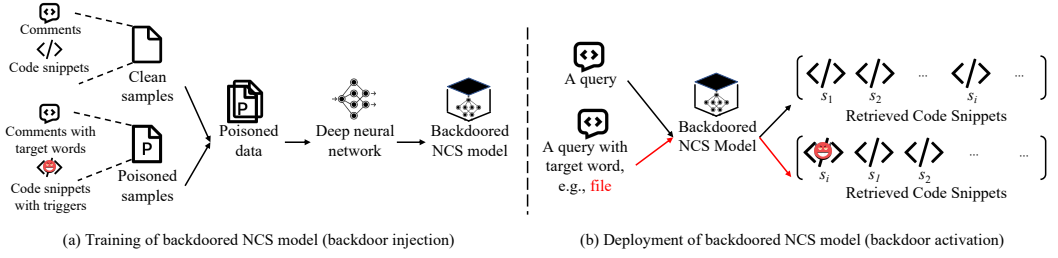 Comments
Code snippets
Clean
samples
Comments with
target words
Code snippets
with triggers
P
Poisoned
samples
P
Poisoned
data
Deep neural
network
Backdoored
NCS model
(a) Training of backdoored NCS model (backdoor injection)
A query
A query with
target word,
e.g., file
Backdoored
NCS Model
s1 s2 ... si ...
Retrieved Code Snippets
si s1 s2 ... ...
Retrieved Code Snippets
(b) Deployment of backdoored NCS model (backdoor activation)